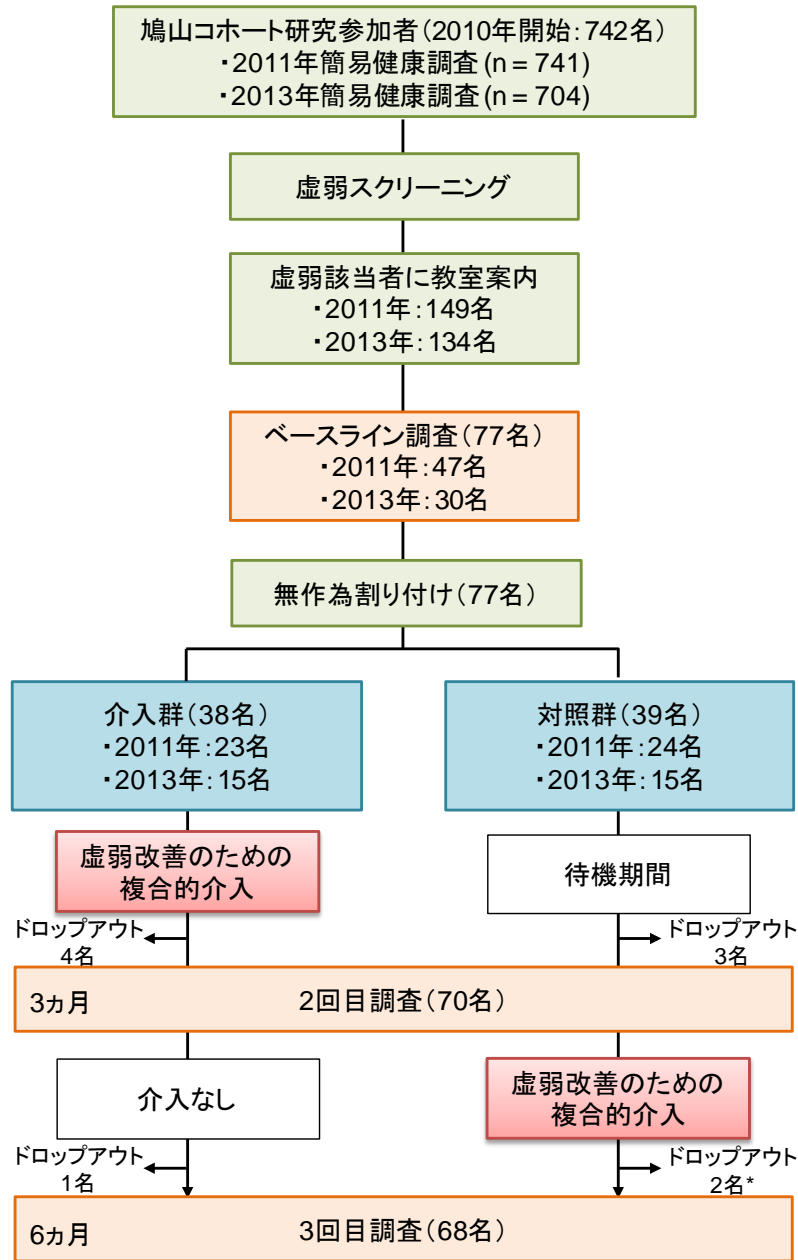 鳩山コホート研究参加者(2010年開始:742名)
・2011年簡易健康調査(n = 741)
・2013年簡易健康調査(n = 704)
虚弱スクリーニング
虚弱該当者に教室案内
・2011年:149名
・2013年:134名
ベースライン調査(77名)
・2011年:47名
・2013年:30名
無作為割り付け(77名)
介入群(38名)
・2011年:23名
・2013年:15名
対照群(39名)
・2011年:24名
・2013年:15名
虚弱改善のための
複合的介入
待機期間
ドロップアウト
4名
ドロップアウト
3名
3ヵ月 2回目調査(70名)
介入なし
虚弱改善のための
複合的介入
ドロップアウト
1名
ドロップアウト
2名*
6ヵ月 3回目調査(68名)